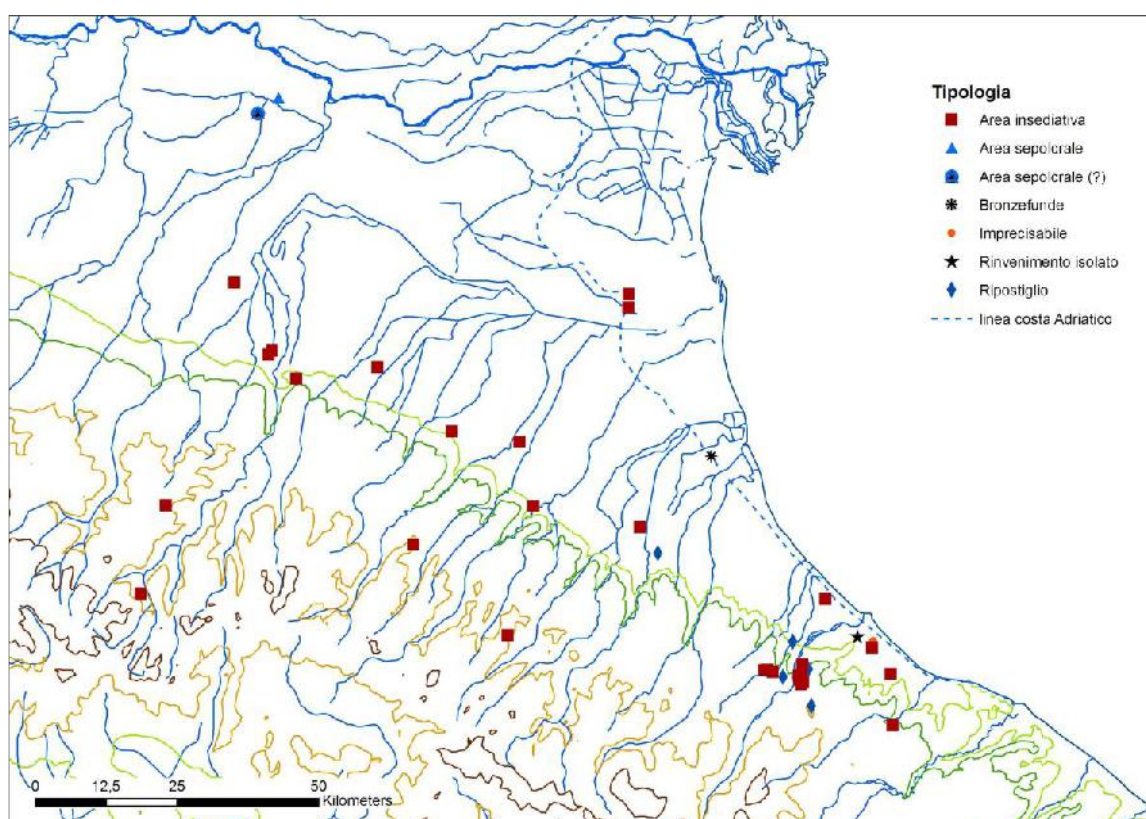 Tipologia
Area insediativa
Area sepolcrale
Area sepolcrale (?)
Bronzefunde
Imprecisabile
Rinvenimento isolato
Ripostiglio
linea costa Adriatico
0 12,5 25 50
Kilometers